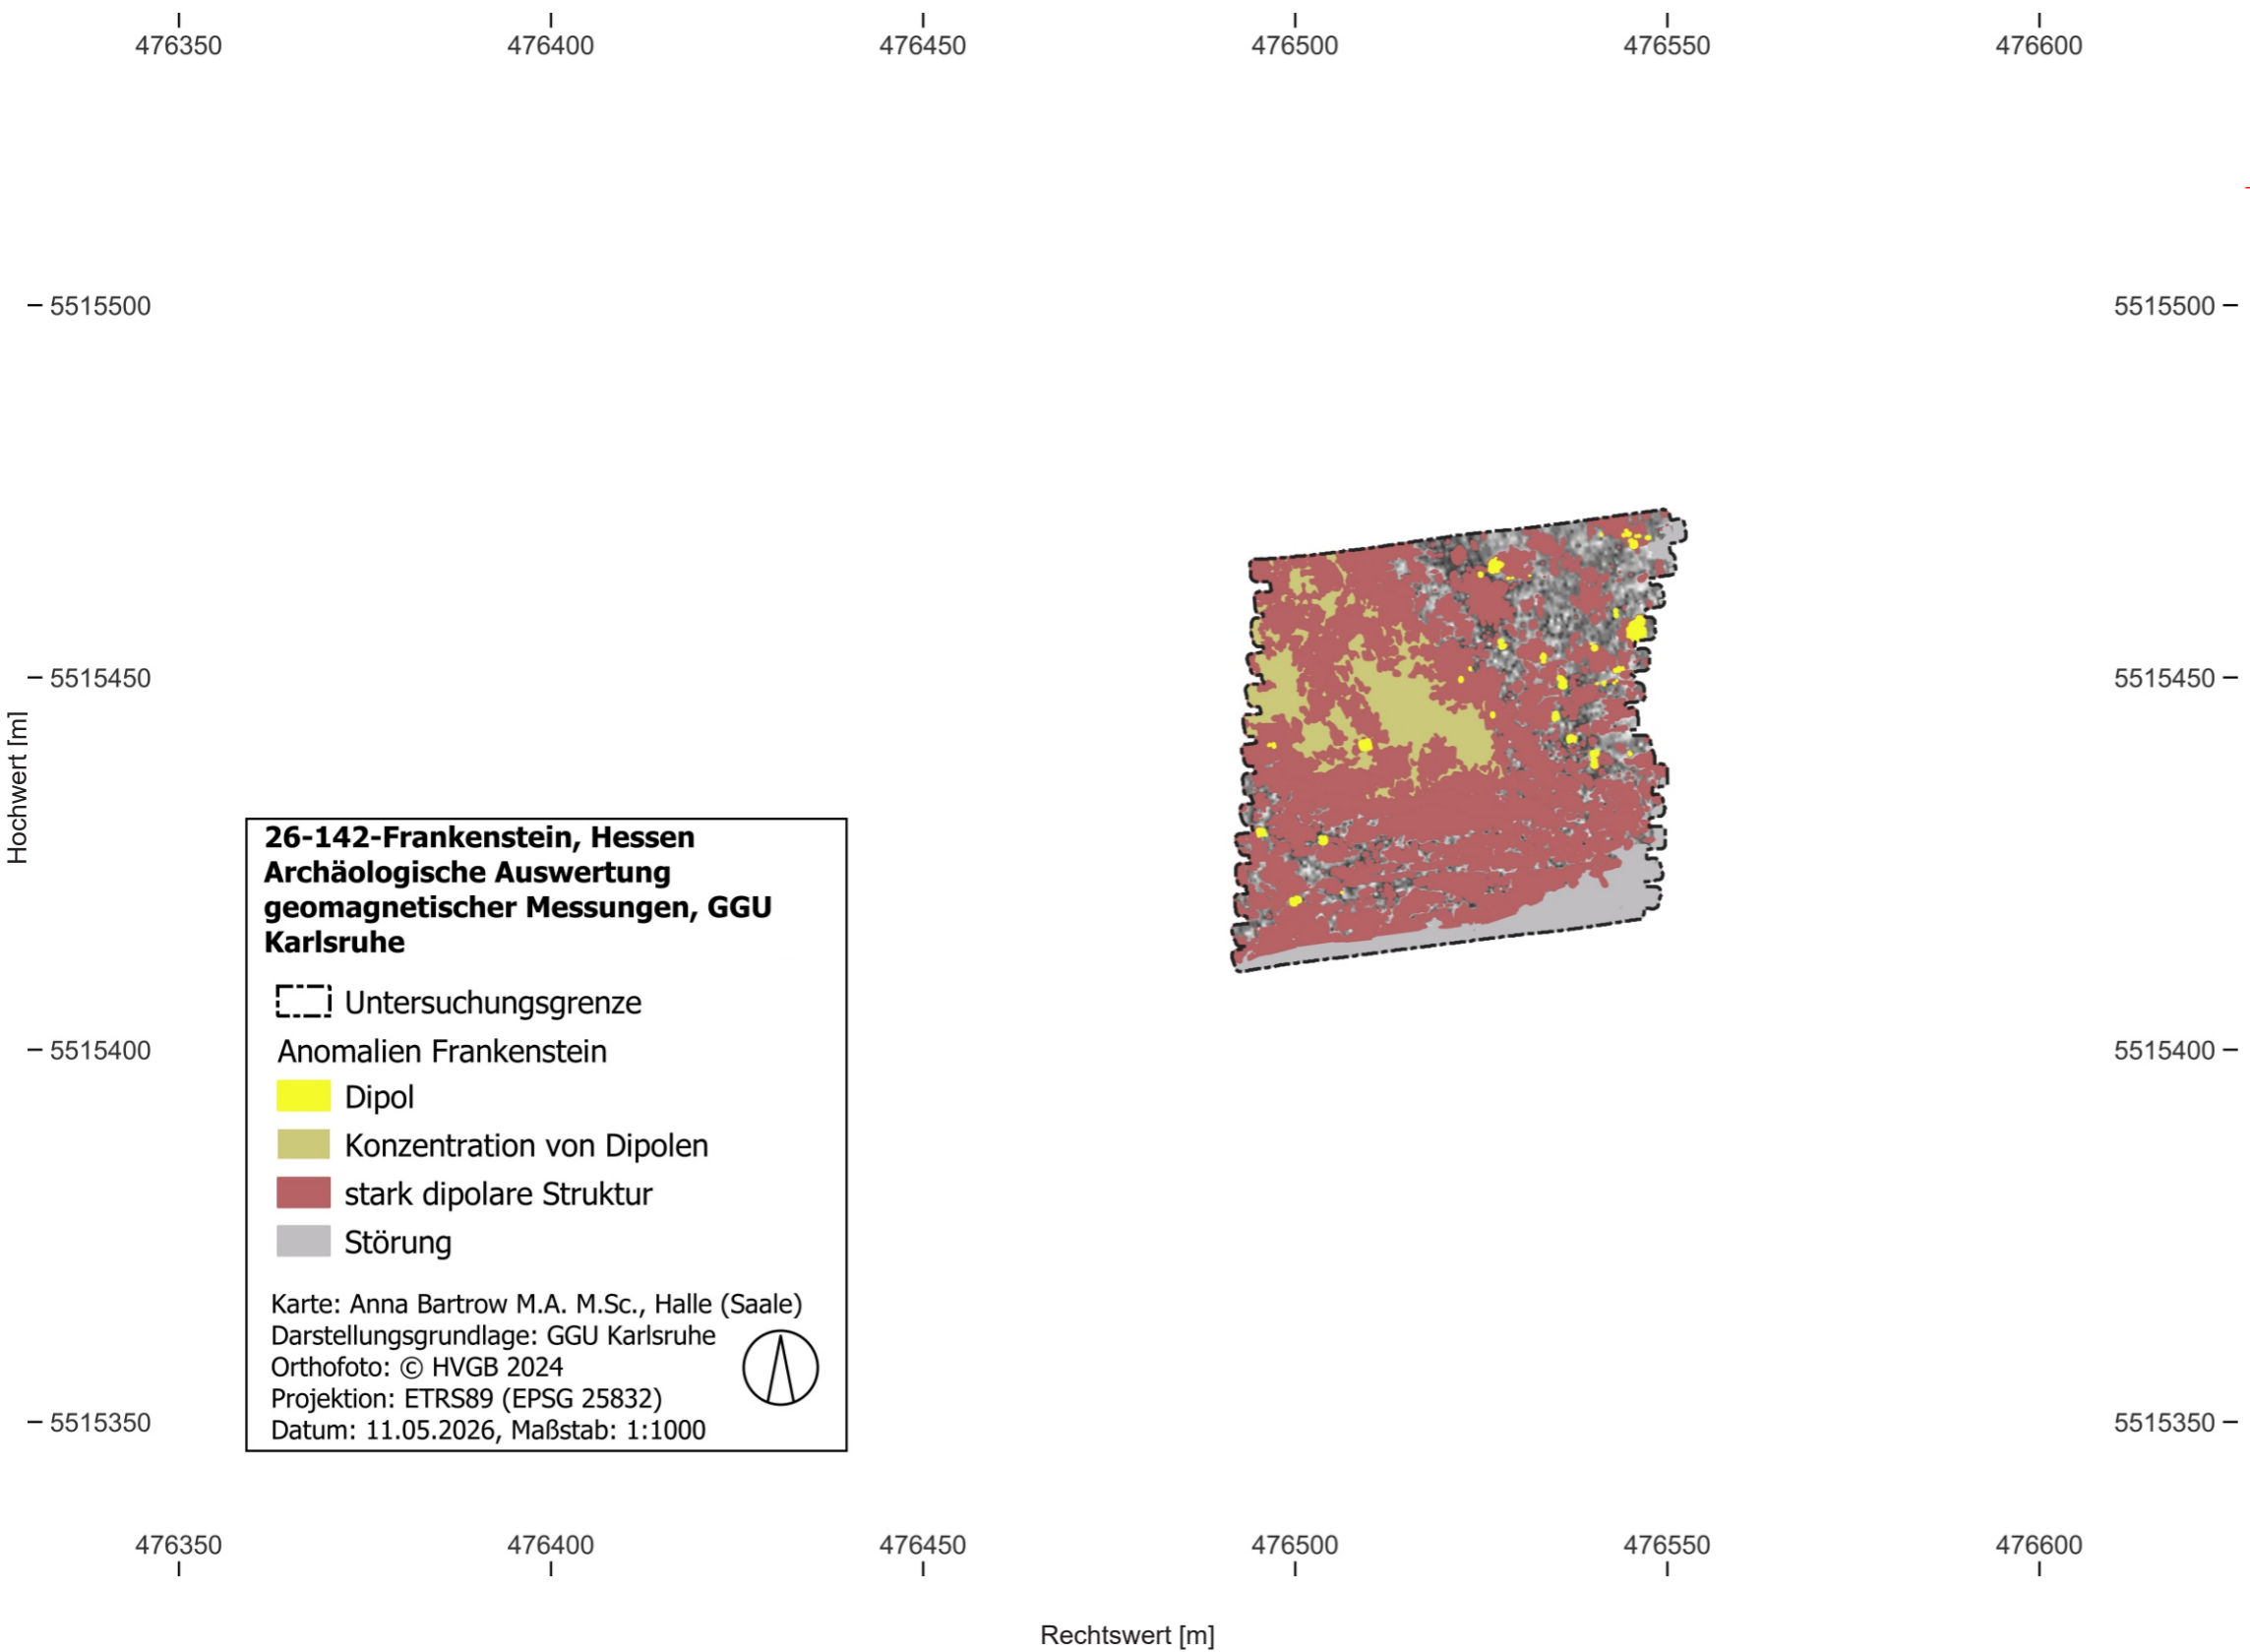 476350 476400 476450 476500 476550 476600
5515500 5515500
5515450 5515450
Hochwert [m]
26-142-Frankenstein, Hessen
Archäologische Auswertung
geomagnetischer Messungen, GGU
Karlsruhe
Untersuchungsgrenze
5515400 5515400
Anomalien Frankenstein
Dipol
Konzentration von Dipolen
stark dipolare Struktur
Störung
Karte: Anna Bartrow M.A. M.Sc., Halle (Saale)
Darstellungsgrundlage: GGU Karlsruhe
Orthofoto: © HVGB 2024
Projektion: ETRS89 (EPSG 25832)
5515350 5515350
Datum: 11.05.2026, Maßstab: 1:1000
476350 476400 476450 476500 476550 476600
Rechtswert [m]